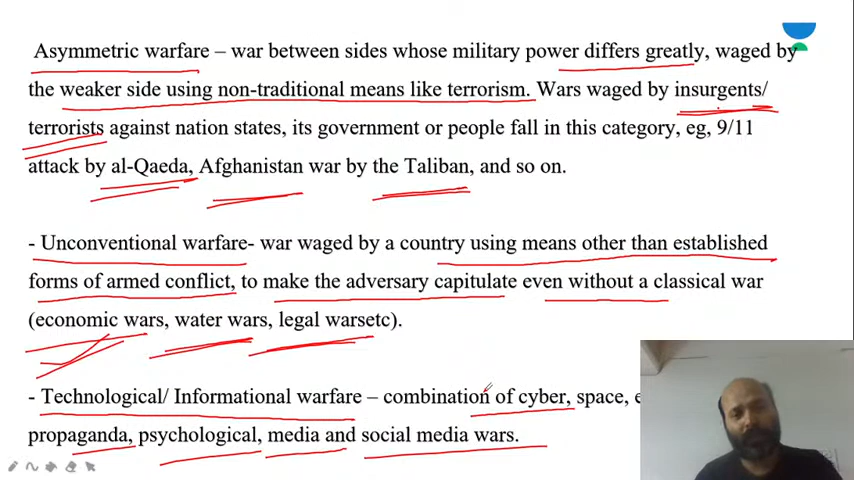 Asymmetric warfare – war between sides whose military power differs greatly, waged by
the weaker side using non-traditional means like terrorism. Wars waged by insurgents/
terrorists against nation states, its government or people fall in this category, eg, 9/11
attack by al-Qaeda, Afghanistan war by the Taliban, and so on.
- Unconventional warfare- war waged by a country using means other than established
forms of armed conflict, to make the adversary capitulate even without a classical war
(economic wars, water wars, legal warsetc).
- Technological/ Informational warfare – combination of cyber, space,
propaganda, psychological, media and social media wars.